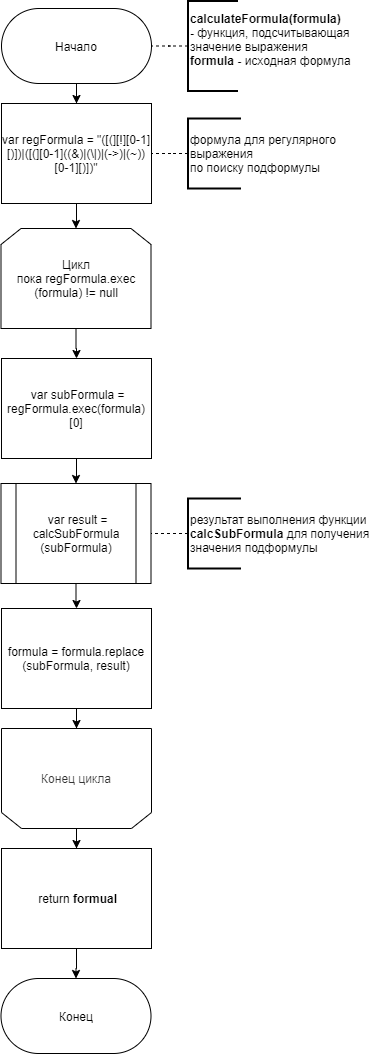 Начало
calculateFormula(formula)
- функция, подсчитывающая
значение выражения
formula - исходная формула
var regFormula = "([(][!][0-1]
[)])|([(][0-1]((&)|(\|)|(->)|(~))
[0-1][)])"
формула для регулярного
выражения
по поиску подформулы
Цикл
пока regFormula.exec
(formula) != null
var subFormula =
regFormula.exec(formula)
[0]
var result =
calcSubFormula
(subFormula)
результат выполнения функции
calcSubFormula для получения
значения подформулы
formula = formula.replace
(subFormula, result)
Конец цикла
return formual
Конец